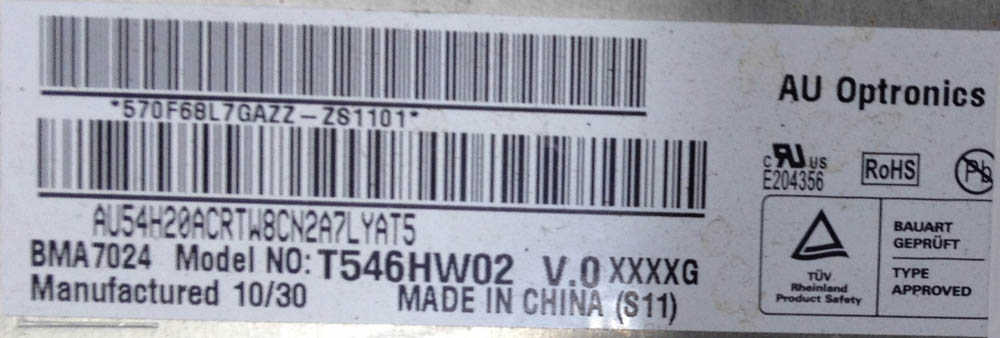 *570F68L7GAZZ-ZS1101*
AU54H20ACRTW8CN2A7LYAT5
BMA7024 Model NO: T546HW02 V.0 XXXXG
Manufactured 10/30 MADE IN CHINA (S11)
AU Optronics
c RU US
E204356
RoHS
Pb
TÜV
Rheinland
Product Safety
BAUART
GEPRÜFT
TYPE
APPROVED